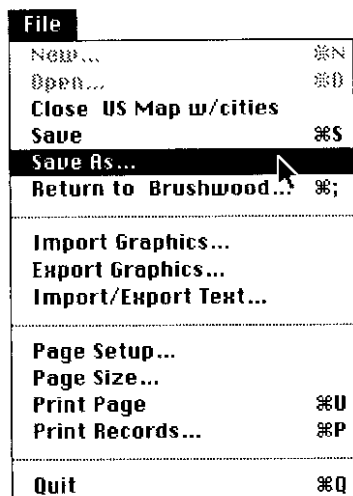 File
New... ⌘N
Open... ⌘O
Close US Map w/cities
Save ⌘S
Save As...
Return to Brushwood... ⌘;
Import Graphics...
Export Graphics...
Import/Export Text...
Page Setup...
Page Size...
Print Page ⌘U
Print Records... ⌘P
Quit ⌘Q